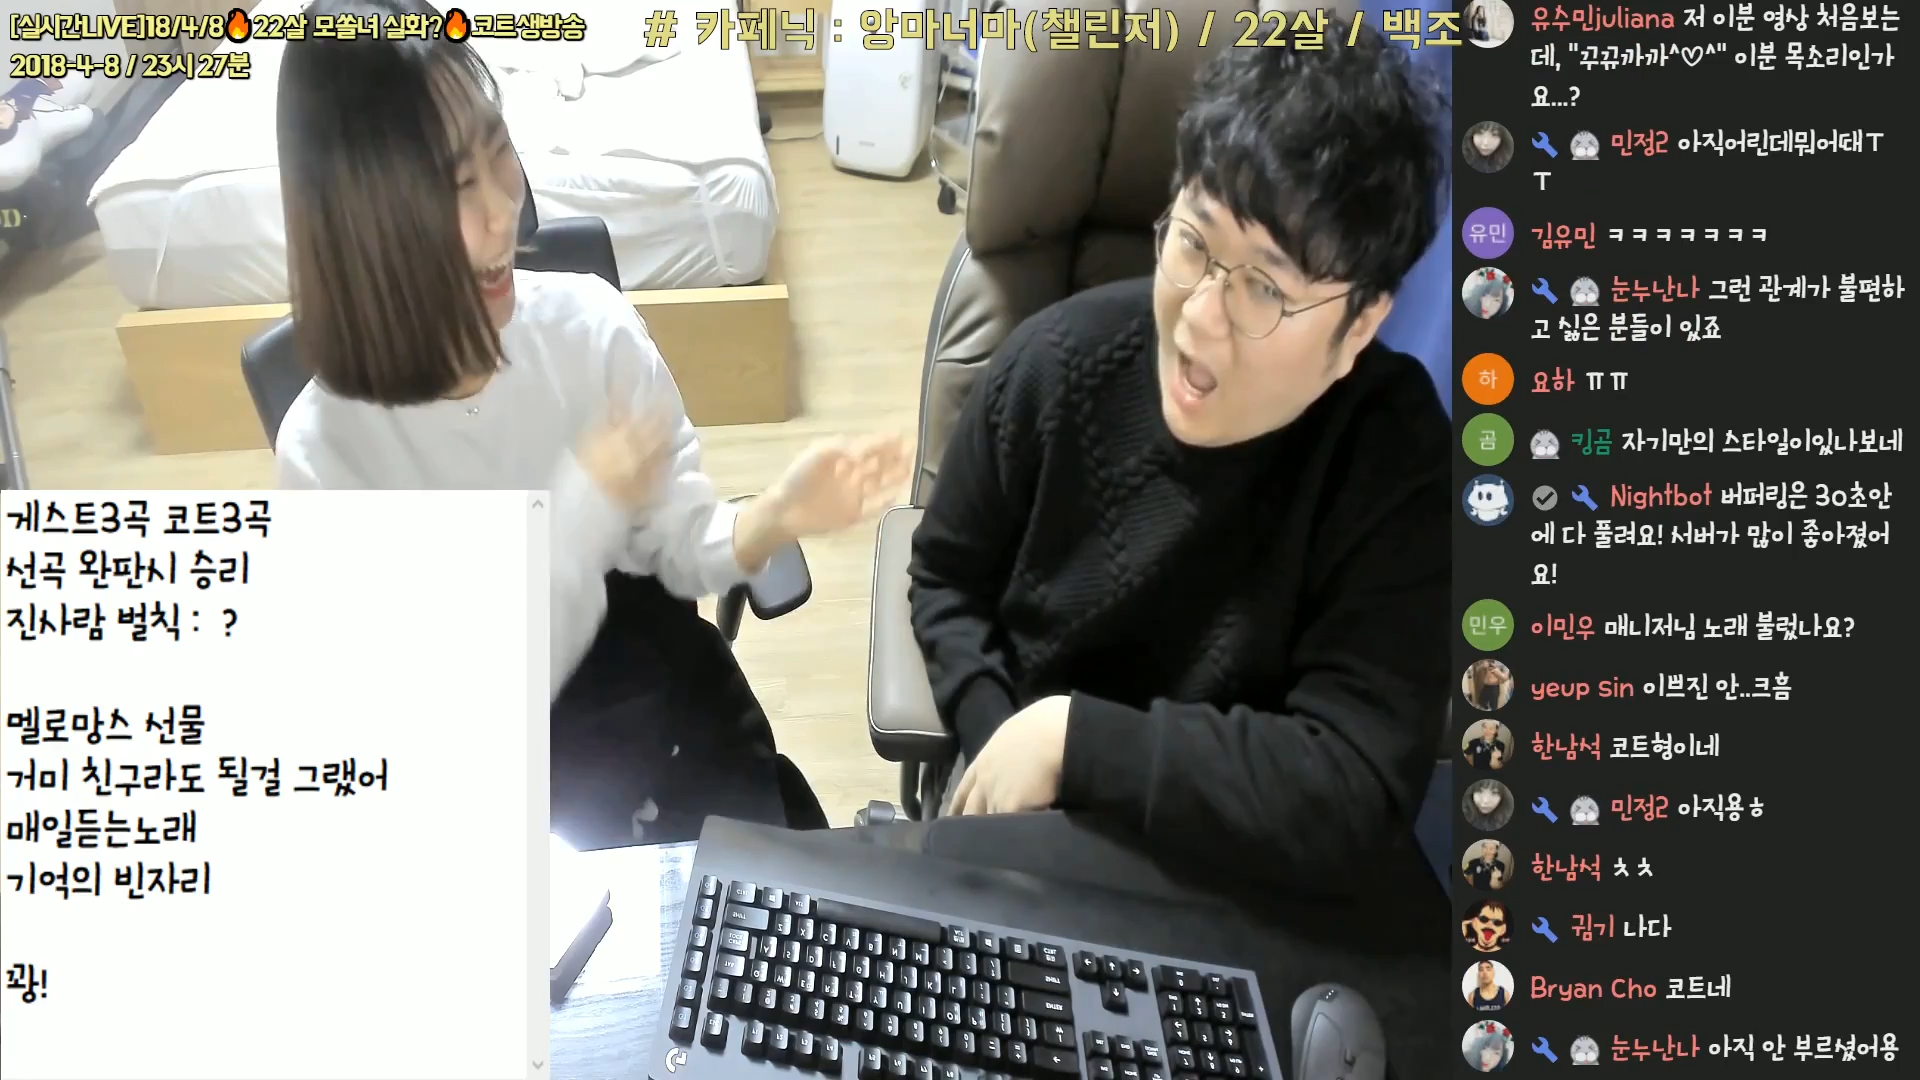 [실시간LIVE]18/4/8🔥22살 모쏠녀 실화?🔥코트생방송
2018-4-8 / 23시 27분
# 카페닉 : 앙마너마(챌린저) / 22살 / 백조
게스트3곡 코트3곡
선곡 완판시 승리
진사람 벌칙 : ?
멜로망스 선물
거미 친구라도 될걸 그랬어
매일듣는노래
기억의 빈자리
꽝!
유수민juliana 저 이분 영상 처음보는
데, "꾸뀨까까^♡^" 이분 목소리인가
요...?
민정2 아직어린데뭐어때ㅜ
ㅜ
유민
김유민 ㅋㅋㅋㅋㅋㅋㅋ
눈누난나 그런 관계가 불편하
고 싫은 분들이 있죠
하
요하 ㅠㅠ
곰
킹곰 자기만의 스타일이있나보네
Nightbot 버퍼링은 30초안
에 다 풀려요! 서버가 많이 좋아졌어
요!
민우
이민우 매니저님 노래 불렀나요?
yeup sin 이쁘진 안..크흠
한남석 코트형이네
민정2 아직용ㅎ
한남석 ㅊㅊ
귐기 나다
Bryan Cho 코트네
눈누난나 아직 안 부르셨어용